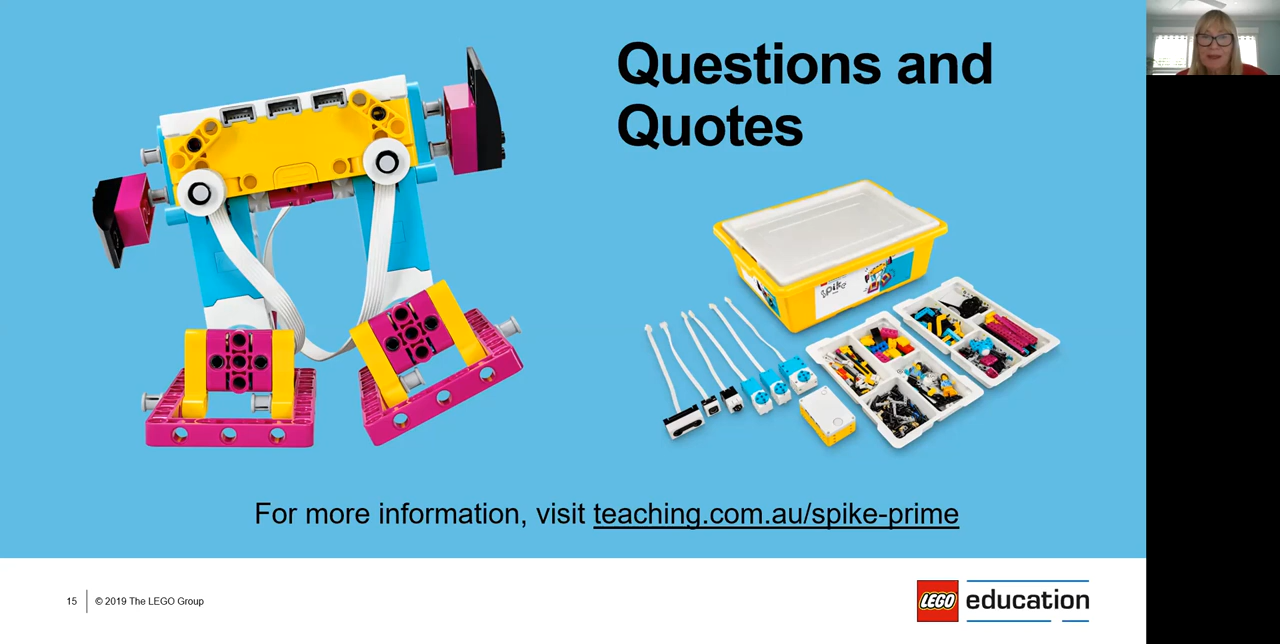 Questions and
Quotes
spike
For more information, visit teaching.com.au/spike-prime
15
© 2019 The LEGO Group
LEGO education